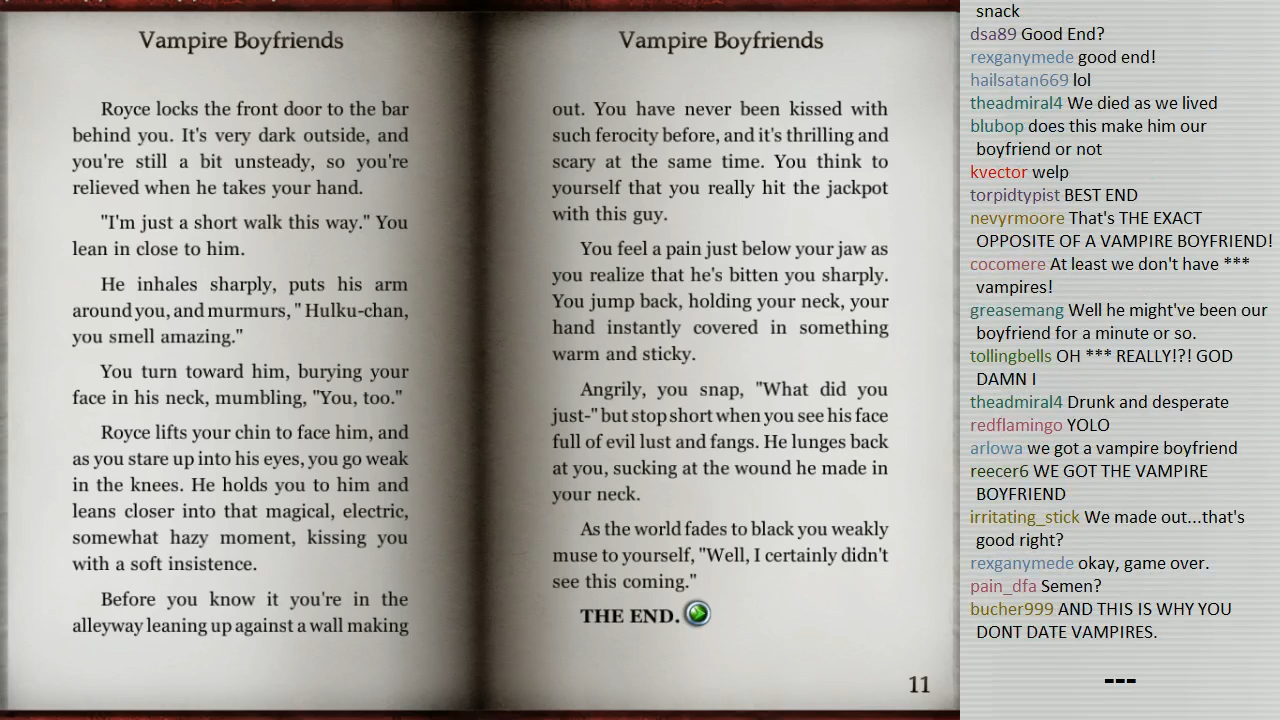 Vampire Boyfriends
Royce locks the front door to the bar
behind you. It's very dark outside, and
you're still a bit unsteady, so you're
relieved when he takes your hand.
"I'm just a short walk this way." You
lean in close to him.
He inhales sharply, puts his arm
around you, and murmurs, " Hulku-chan,
you smell amazing."
You turn toward him, burying your
face in his neck, mumbling, "You, too."
Royce lifts your chin to face him, and
as you stare up into his eyes, you go weak
in the knees. He holds you to him and
leans closer into that magical, electric,
somewhat hazy moment, kissing you
with a soft insistence.
Before you know it you're in the
alleyway leaning up against a wall making
Vampire Boyfriends
out. You have never been kissed with
such ferocity before, and it's thrilling and
scary at the same time. You think to
yourself that you really hit the jackpot
with this guy.
You feel a pain just below your jaw as
you realize that he's bitten you sharply.
You jump back, holding your neck, your
hand instantly covered in something
warm and sticky.
Angrily, you snap, "What did you
just-" but stop short when you see his face
full of evil lust and fangs. He lunges back
at you, sucking at the wound he made in
your neck.
As the world fades to black you weakly
muse to yourself, "Well, I certainly didn't
see this coming."
THE END.
11
snack
dsa89 Good End?
rexganymede good end!
hailsatan669 lol
theadmiral4 We died as we lived
blubop does this make him our
boyfriend or not
kvector welp
torpidtypist BEST END
nevyrmoore That's THE EXACT
OPPOSITE OF A VAMPIRE BOYFRIEND!
cocomere At least we don't have ***
vampires!
greasemang Well he might've been our
boyfriend for a minute or so.
tollingbells OH *** REALLY!?! GOD
DAMN I
theadmiral4 Drunk and desperate
redflamingo YOLO
arlowa we got a vampire boyfriend
reecer6 WE GOT THE VAMPIRE
BOYFRIEND
irritating_stick We made out...that's
good right?
rexganymede okay, game over.
pain_dfa Semen?
bucher999 AND THIS IS WHY YOU
DONT DATE VAMPIRES.
---